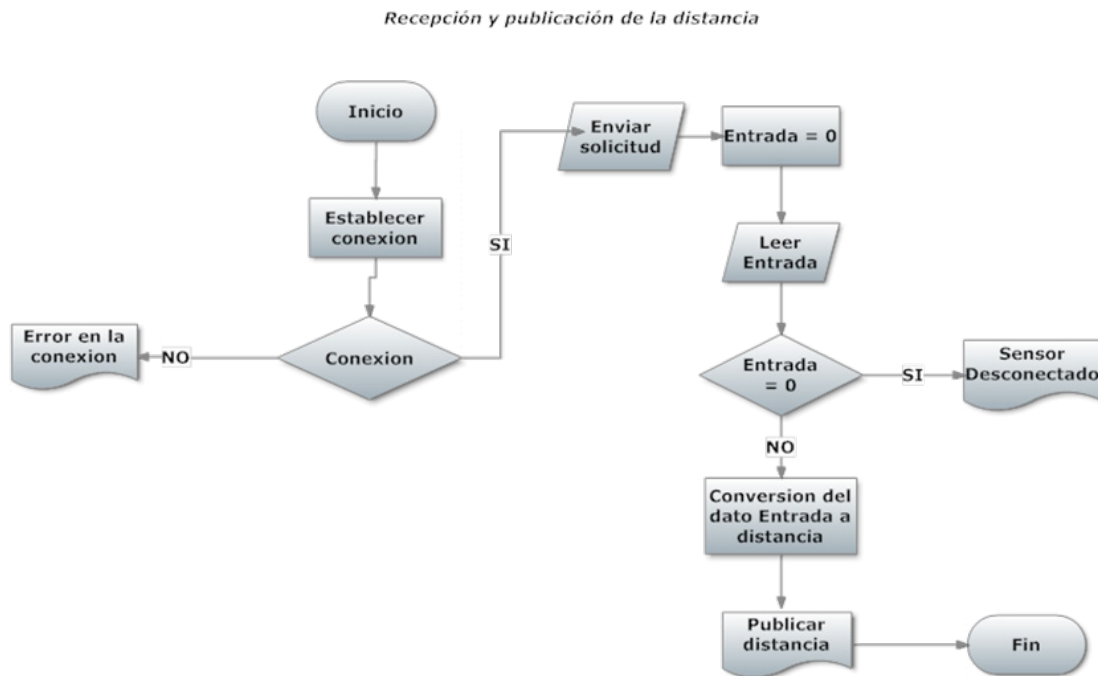 Recepción y publicación de la distancia
Inicio
Establecer
conexion
Conexion
NO
Error en la
conexion
SI
Enviar
solicitud
Entrada = 0
Leer
Entrada
Entrada
= 0
SI
Sensor
Desconectado
NO
Conversion del
dato Entrada a
distancia
Publicar
distancia
Fin